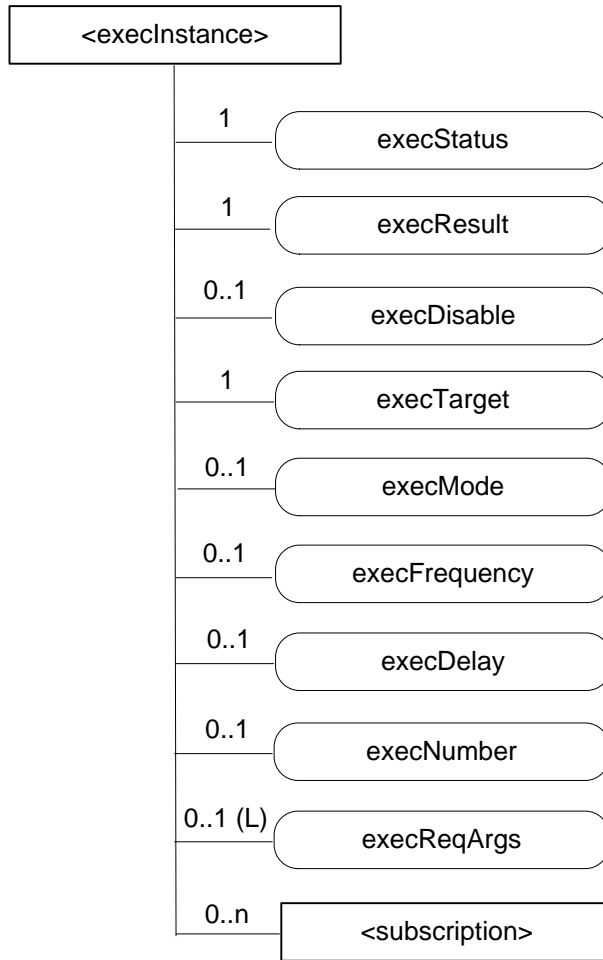 <execInstance>
1
execStatus
1
execResult
0..1
execDisable
1
execTarget
0..1
execMode
0..1
execFrequency
0..1
execDelay
0..1
execNumber
0..1 (L)
execReqArgs
0..n
<subscription>